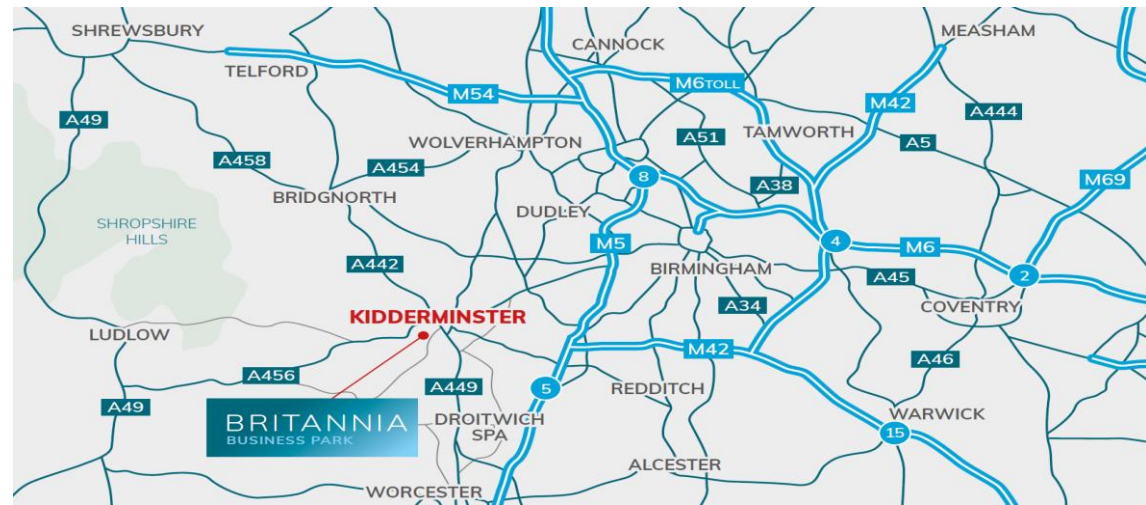 SHREWSBURY
CANNOCK
MEASHAM
TELFORD
M54
M6TOLL
M42
A49
A51
TAMWORTH
A444
A5
WOLVERHAMPTON
A458
A454
8
A38
M69
BRIDGNORTH
DUDLEY
SHROPSHIRE
HILLS
M5
4
M6
A442
BIRMINGHAM
A45
2
KIDDERMINSTER
A34
COVENTRY
LUDLOW
M42
A46
A456
A449
5
REDDITCH
A49
BRITANNIA
BUSINESS PARK
DROITWICH
SPA
WARWICK
15
ALCESTER
WORCESTER